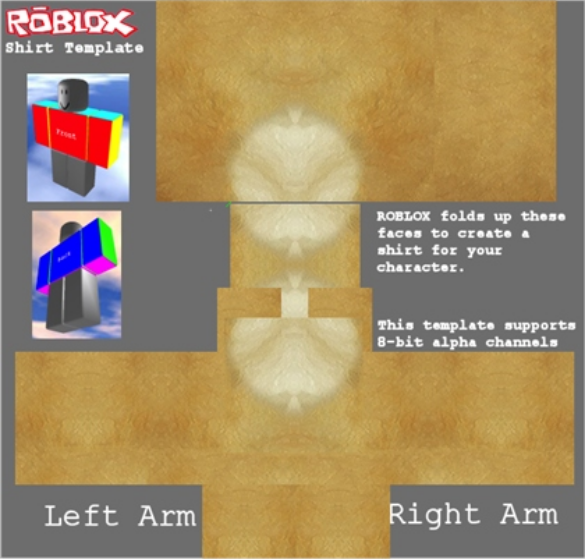 ROBLOX
Shirt Template
Front
Back
ROBLOX folds up these
faces to create a
shirt for your
character.
This template supports
8-bit alpha channels
Left Arm
Right Arm